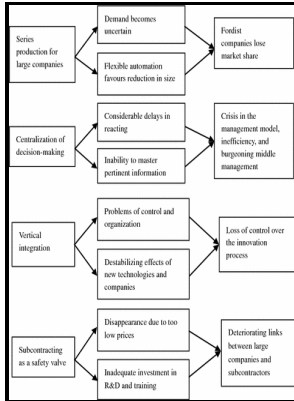 Series
production for
large companies
Demand becomes
uncertain
Flexible automation
favours reduction in size
Fordist
companies lose
market share
Centralization of
decision-making
Considerable delays in
reacting
Inability to master
pertinent information
Crisis in the
management model,
inefficiency, and
burgeoning middle
management
Vertical
integration
Problems of control and
organization
Destabilizing effects of
new technologies and
companies
Loss of control over
the innovation
process
Subcontracting
as a safety valve
Disappearance due to too
low prices
Inadequate investment in
R&D and training
Deteriorating links
between large
companies and
subcontractors